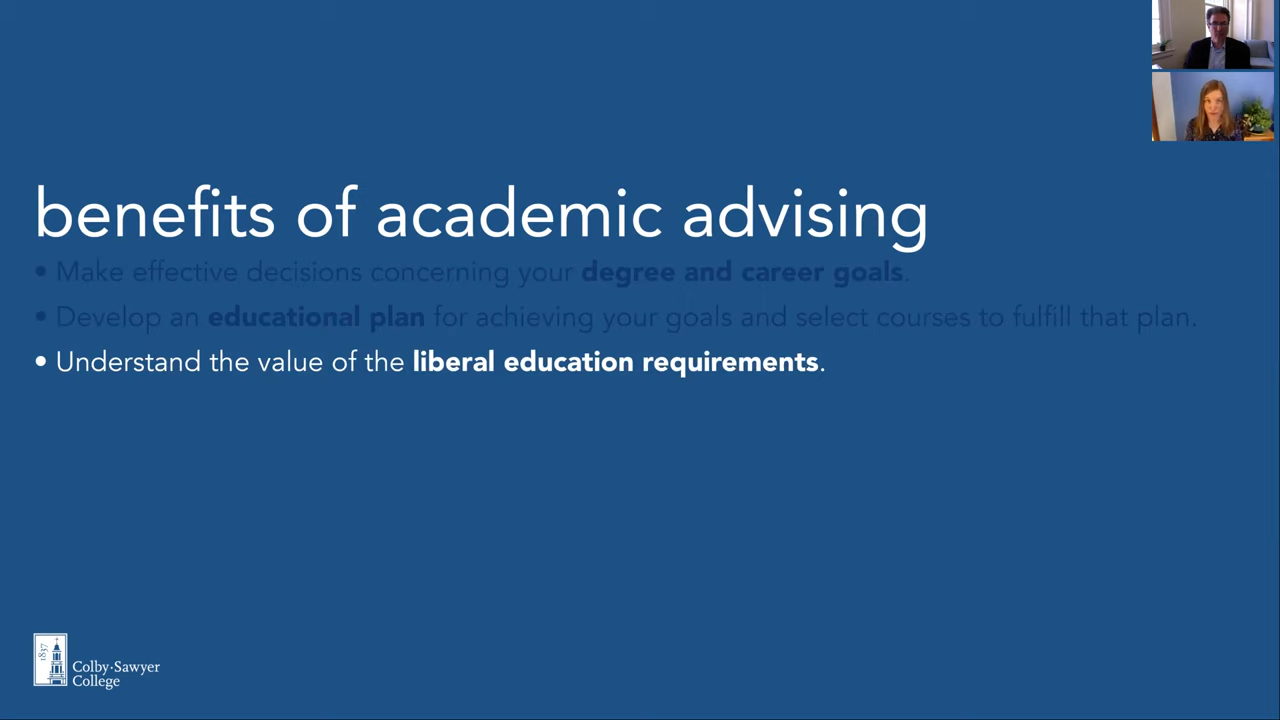 benefits of academic advising
• Make effective decisions concerning your degree and career goals.
• Develop an educational plan for achieving your goals and select courses to fulfill that plan.
• Understand the value of the liberal education requirements.
1837
Colby·Sawyer
College